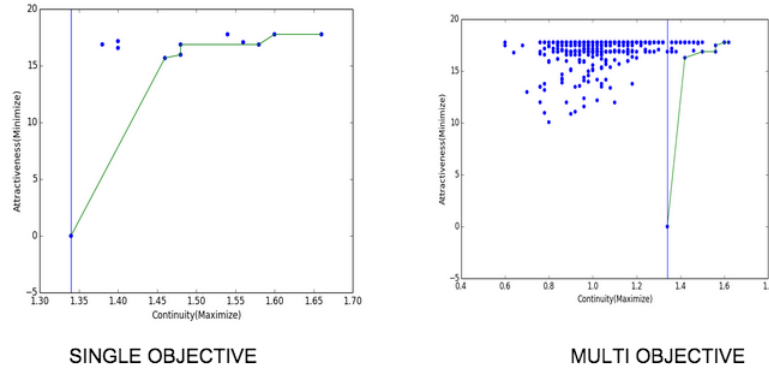 20
15
10
5
0
−5
Attractiveness(Minimize)
1.30 1.35 1.40 1.45 1.50 1.55 1.60 1.65 1.70
Continuity(Maximize)
SINGLE OBJECTIVE
20
15
10
5
0
−5
Attractiveness(Minimize)
0.4 0.6 0.8 1.0 1.2 1.4 1.6 1.8
Continuity(Maximize)
MULTI OBJECTIVE